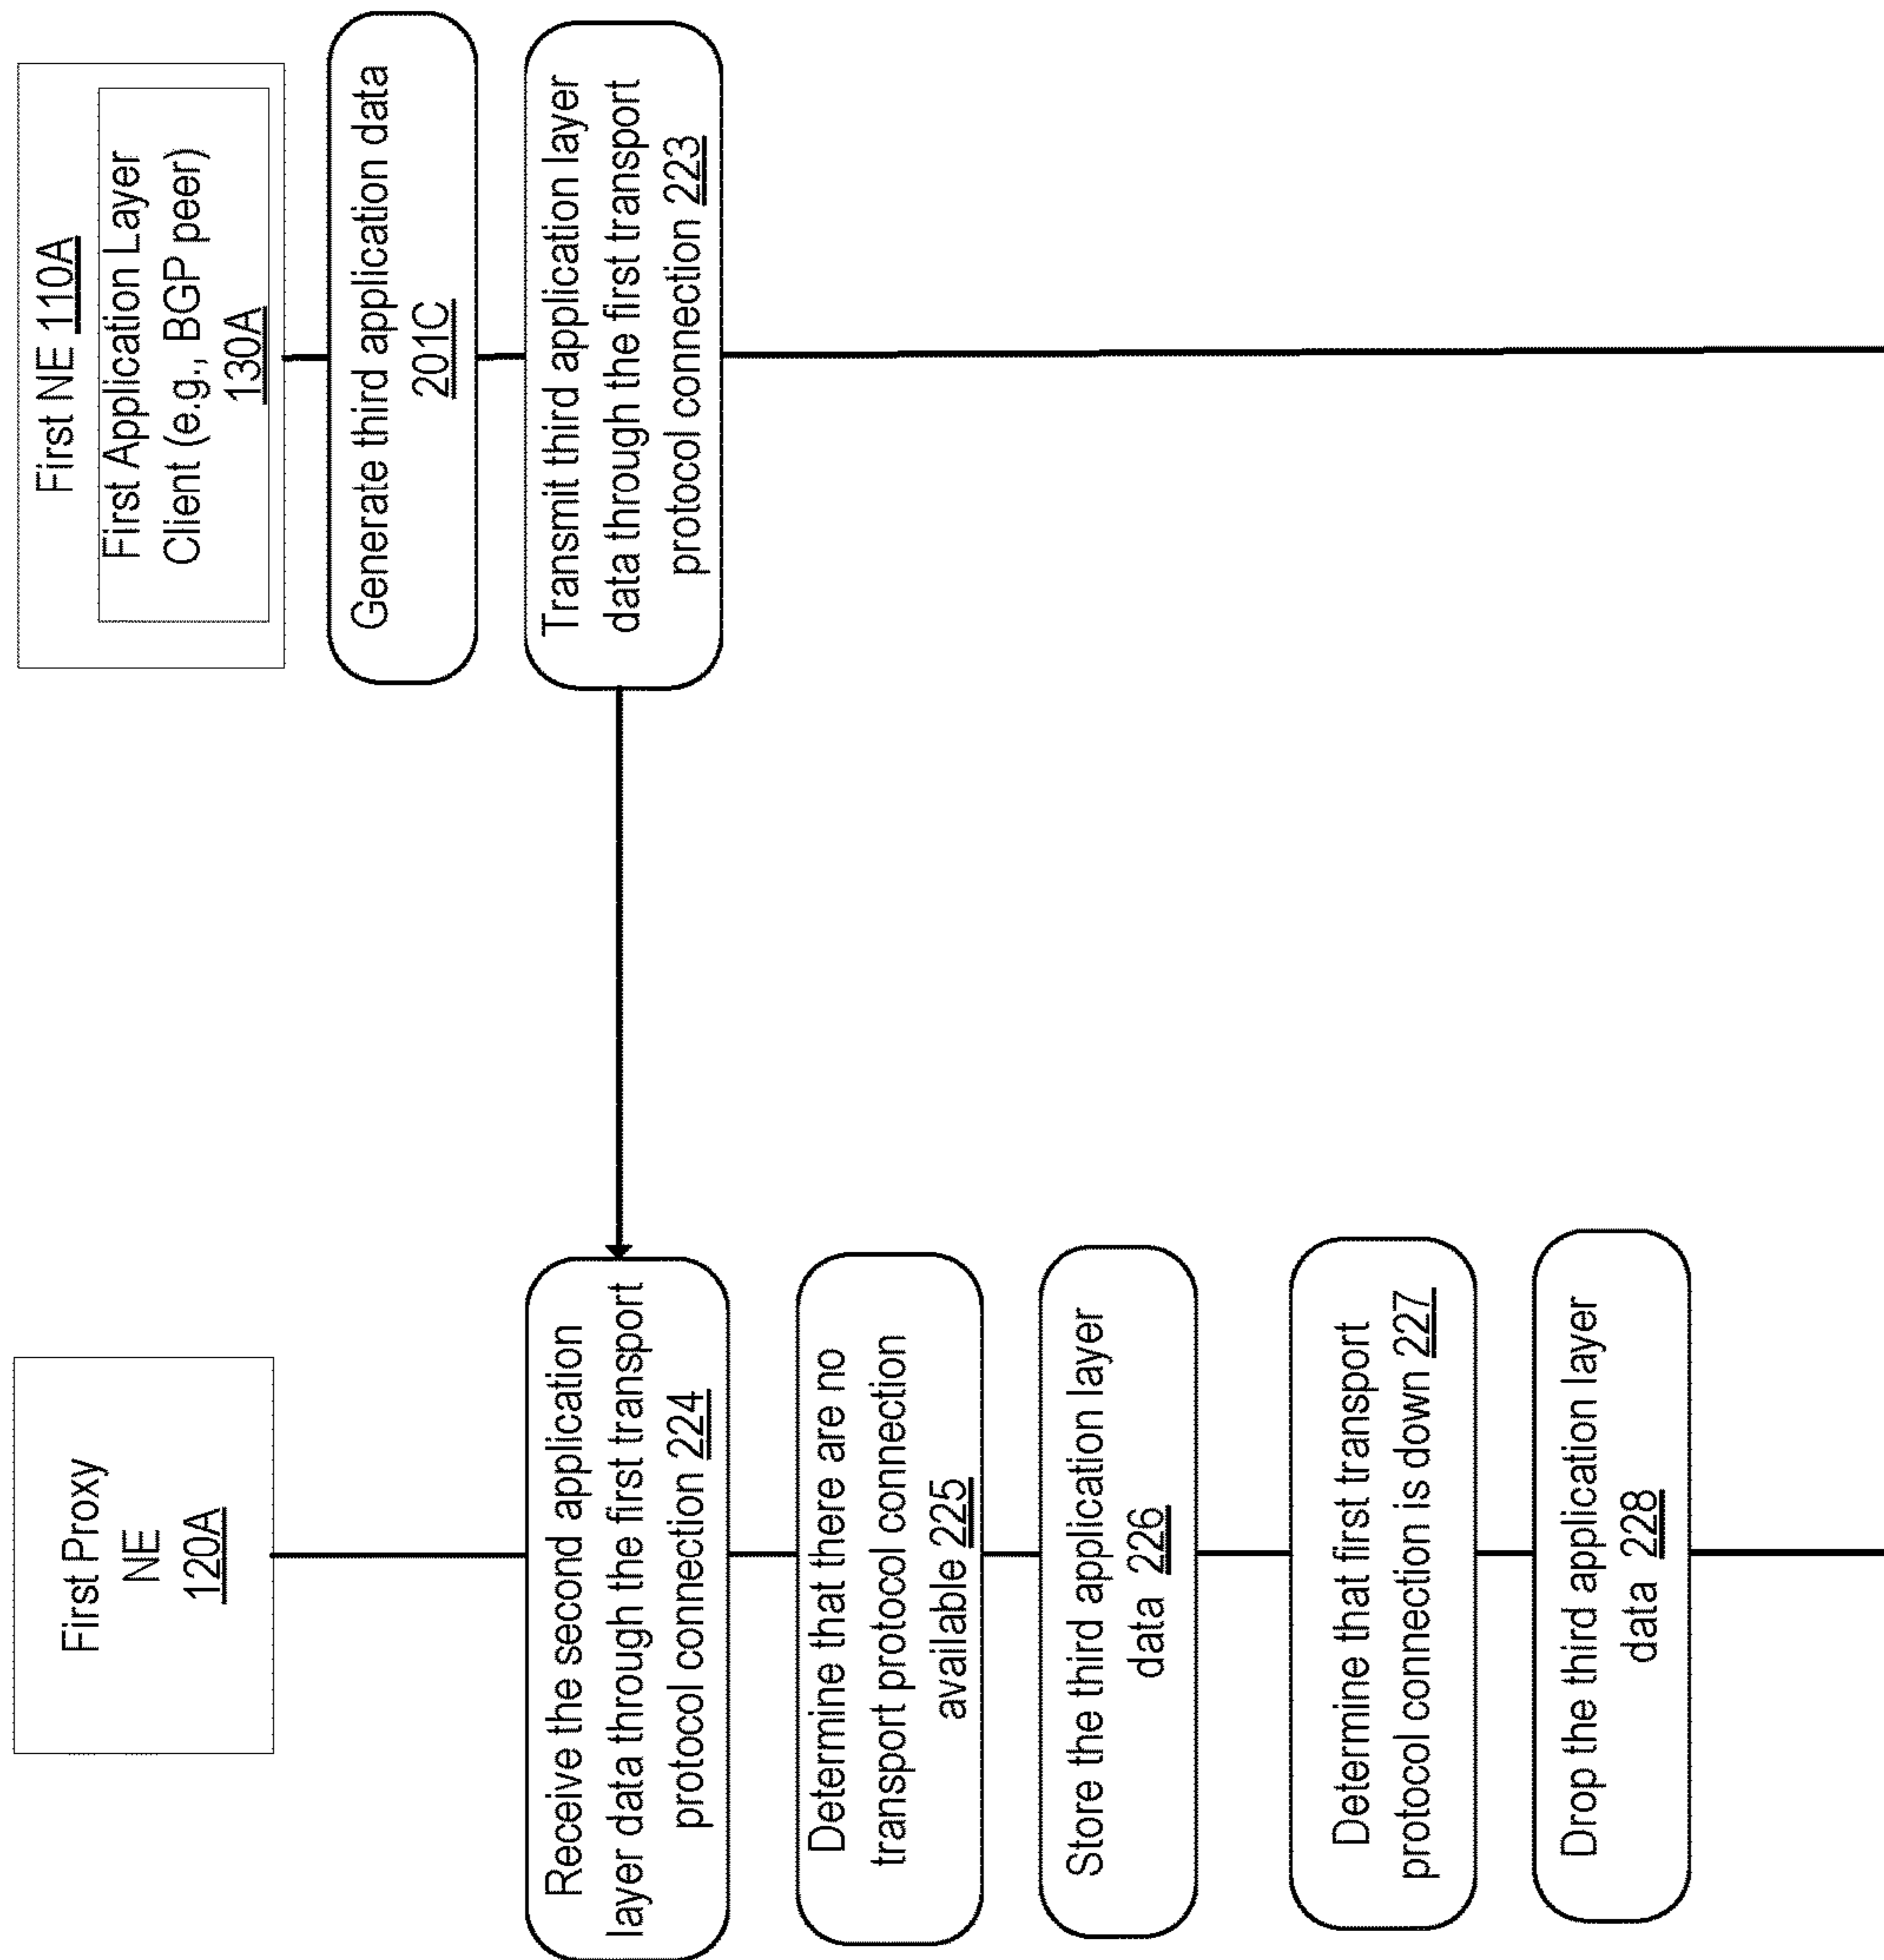 First NE 110A
First Application Layer
Client (e.g., BGP peer)
130A
Generate third application data
201C
Transmit third application layer
data through the first transport
protocol connection 223
First Proxy
NE
120A
Receive the second application
layer data through the first transport
protocol connection 224
Determine that there are no
transport protocol connection
available 225
Store the third application layer
data 226
Determine that first transport
protocol connection is down 227
Drop the third application layer
data 228